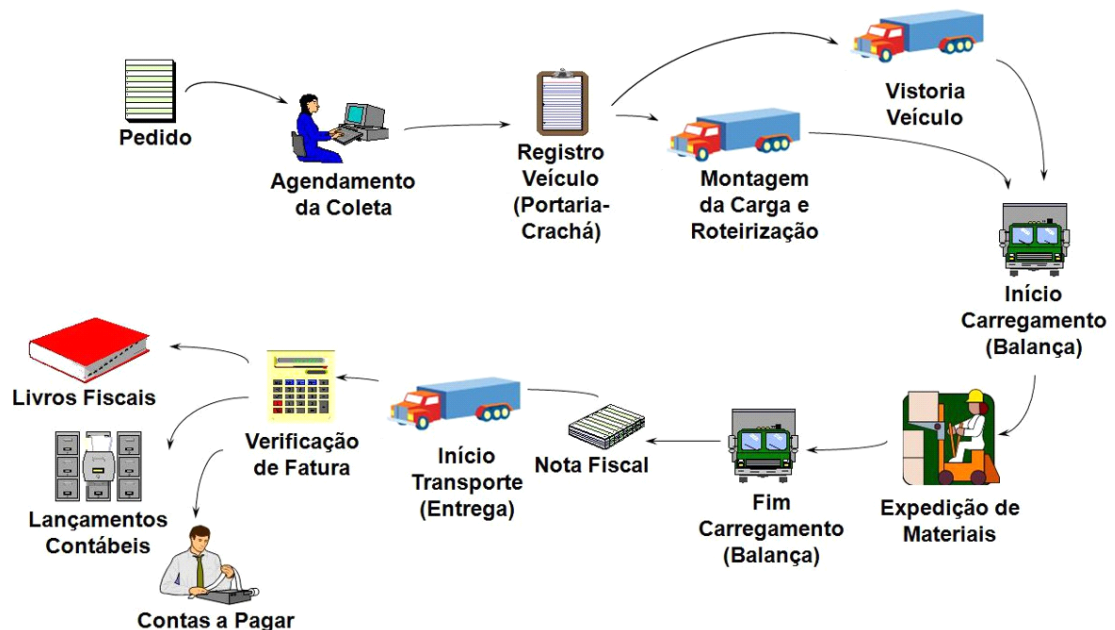 Pedido
Agendamento
da Coleta
Registro
Veículo
(Portaria-
Crachá)
Vistoria
Veículo
Montagem
da Carga e
Roteirização
Início
Carregamento
(Balança)
Expedição de
Materiais
Fim
Carregamento
(Balança)
Nota Fiscal
Início
Transporte
(Entrega)
Verificação
de Fatura
Livros Fiscais
Lançamentos
Contábeis
Contas a Pagar